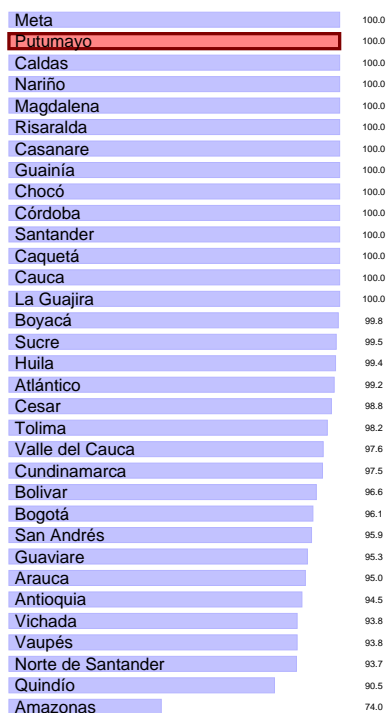 Meta 100.0
Putumayo 100.0
Caldas 100.0
Nariño 100.0
Magdalena 100.0
Risaralda 100.0
Casanare 100.0
Guainía 100.0
Chocó 100.0
Córdoba 100.0
Santander 100.0
Caquetá 100.0
Cauca 100.0
La Guajira 100.0
Boyacá 99.8
Sucre 99.5
Huila 99.4
Atlántico 99.2
Cesar 98.8
Tolima 98.2
Valle del Cauca 97.6
Cundinamarca 97.5
Bolivar 96.6
Bogotá 96.1
San Andrés 95.9
Guaviare 95.3
Arauca 95.0
Antioquia 94.5
Vichada 93.8
Vaupés 93.8
Norte de Santander 93.7
Quindío 90.5
Amazonas 74.0